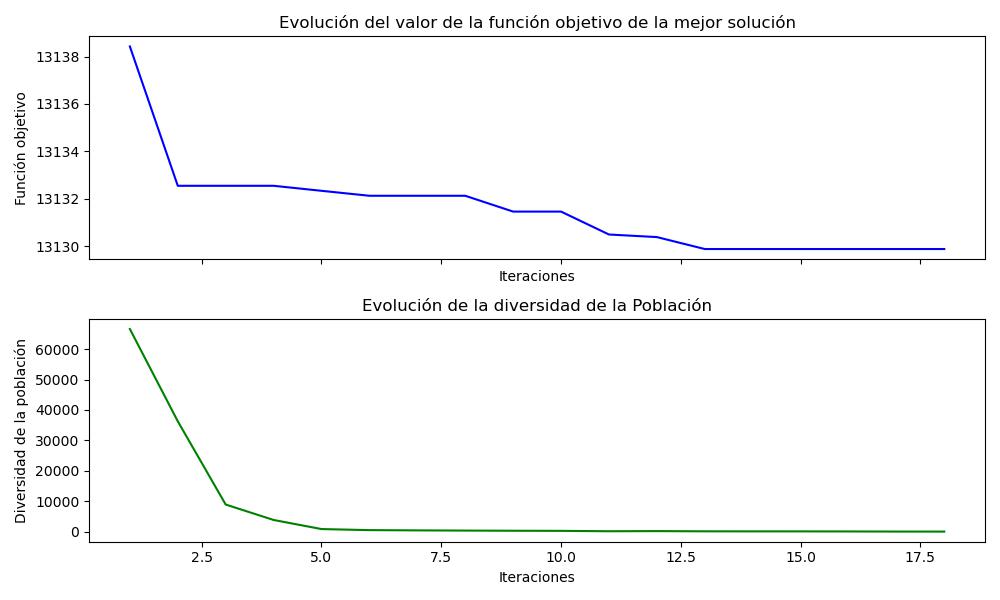 Evolución del valor de la función objetivo de la mejor solución
Función objetivo
13138
13136
13134
13132
13130
Iteraciones
Evolución de la diversidad de la Población
Diversidad de la población
60000
50000
40000
30000
20000
10000
0
2.5 5.0 7.5 10.0 12.5 15.0 17.5
Iteraciones